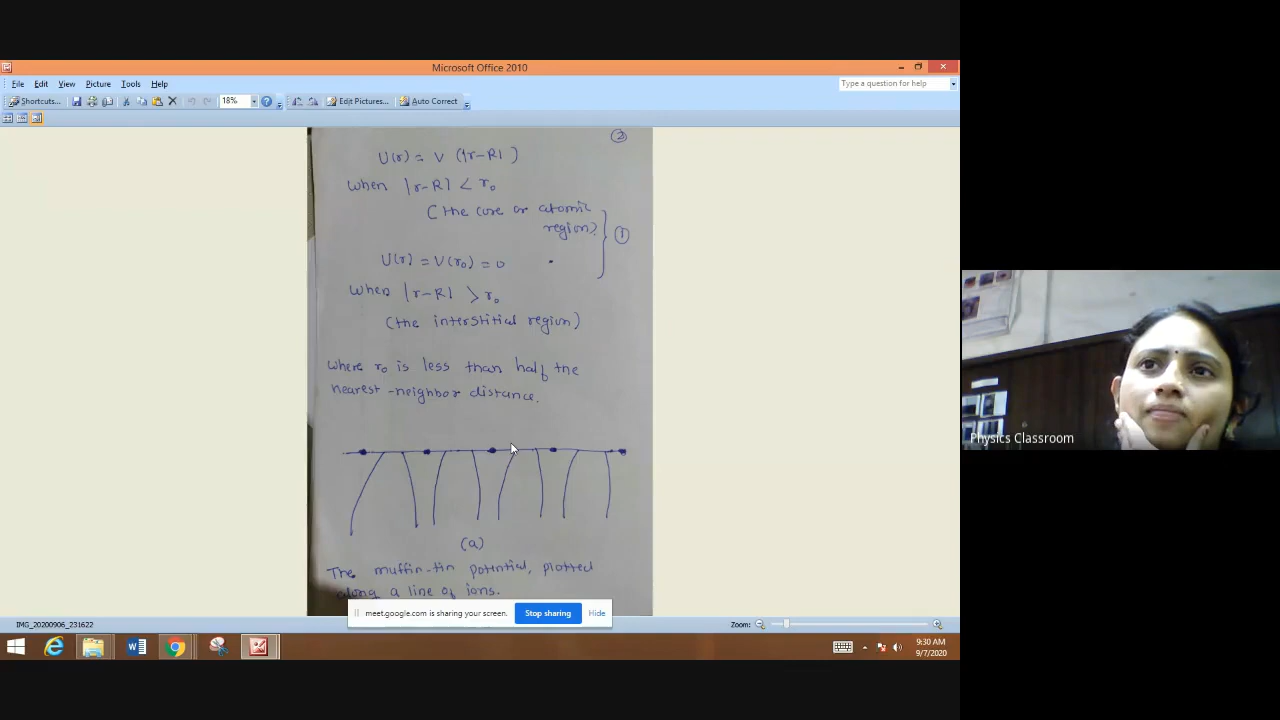 Microsoft Office 2010
File Edit View Picture Tools Help
Type a question for help
Shortcuts... 18% Edit Pictures... Auto Correct
②
U(r) = V (|r-R|)
When |r-R| < r₀
(the core or atomic
region).
①
U(r) = V(r₀) = 0
When |r-R| > r₀
(the interstitial region)
where r₀ is less than half the
nearest-neighbor distance.
(a)
The muffin-tin potential, plotted
along a line of ions.
meet.google.com is sharing your screen. Stop sharing Hide
IMG_20200906_231622
Zoom:
9:30 AM
9/7/2020
Physics Classroom